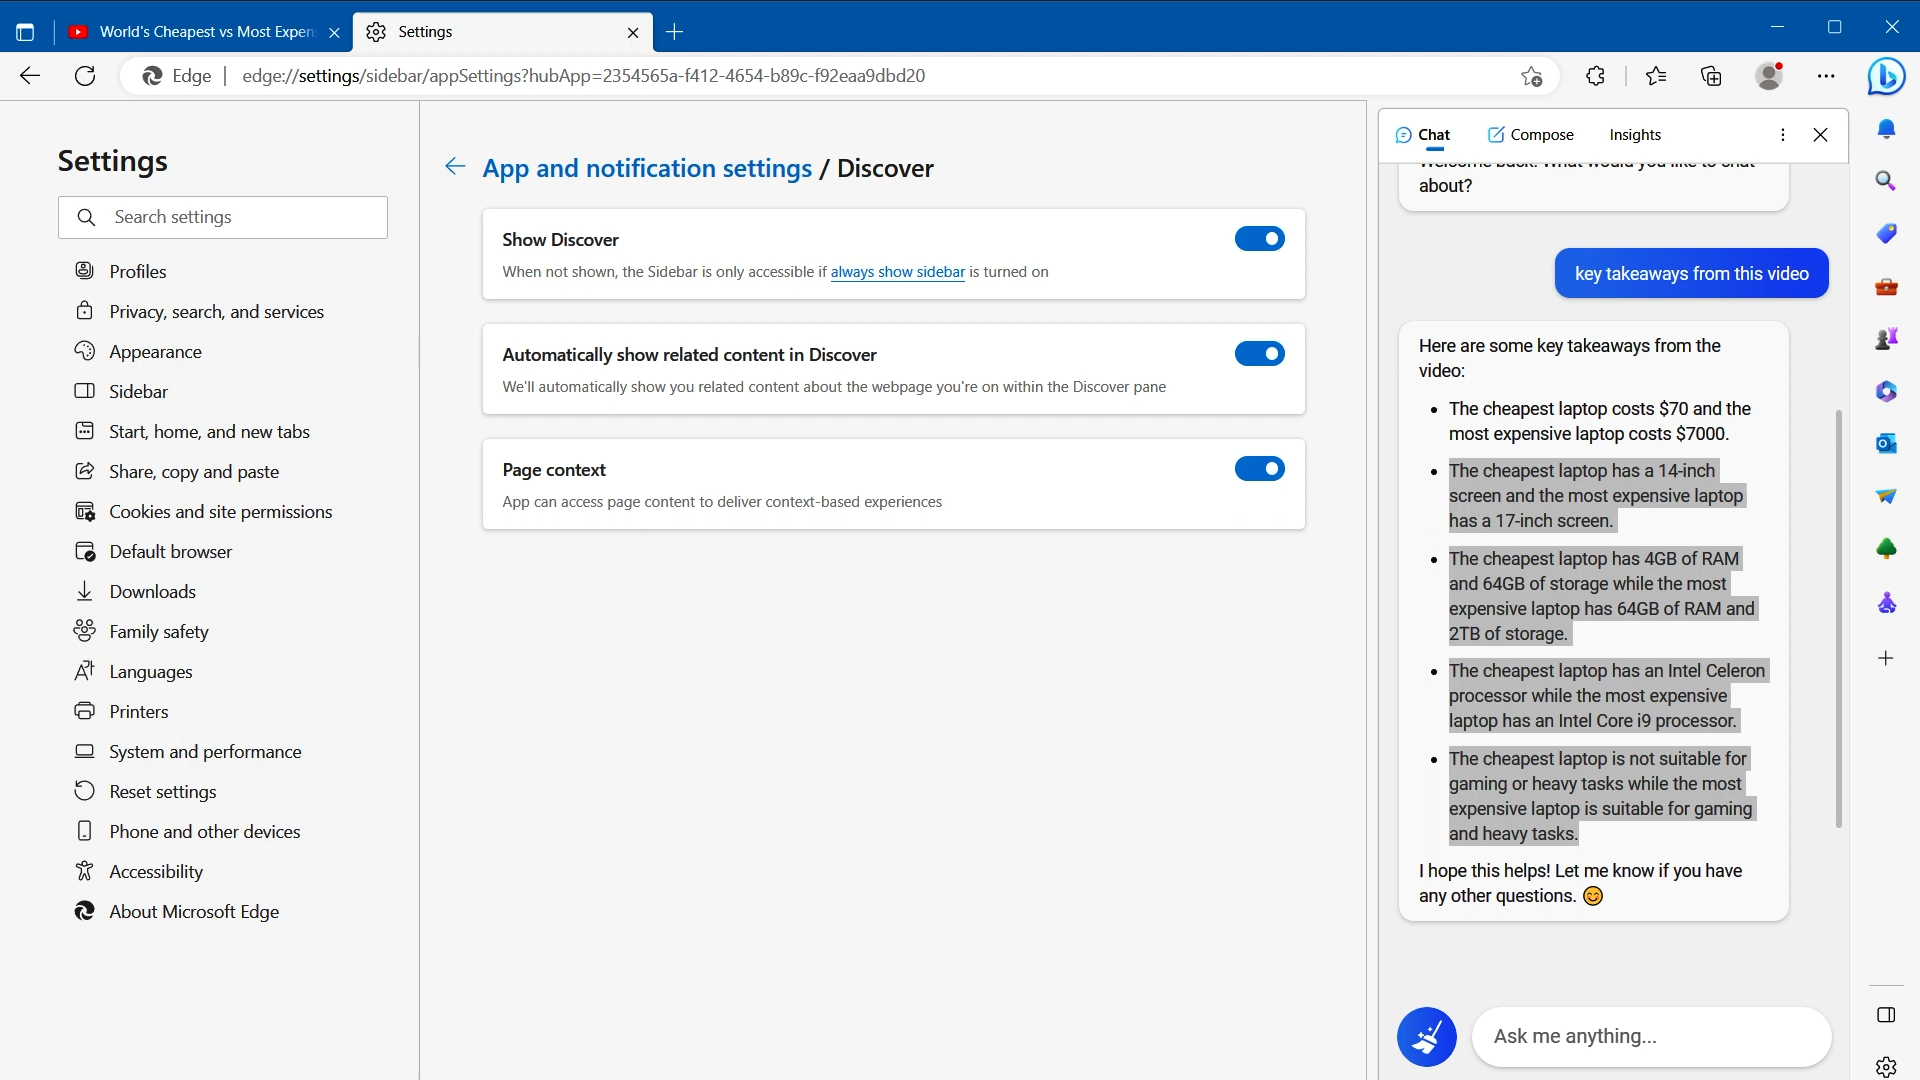 World's Cheapest vs Most Expen
Settings
Edge | edge://settings/sidebar/appSettings?hubApp=2354565a-f412-4654-b89c-f92eaa9dbd20
Settings
Search settings
Profiles
Privacy, search, and services
Appearance
Sidebar
Start, home, and new tabs
Share, copy and paste
Cookies and site permissions
Default browser
Downloads
Family safety
Languages
Printers
System and performance
Reset settings
Phone and other devices
Accessibility
About Microsoft Edge
App and notification settings / Discover
Show Discover
When not shown, the Sidebar is only accessible if always show sidebar is turned on
Automatically show related content in Discover
We'll automatically show you related content about the webpage you're on within the Discover pane
Page context
App can access page content to deliver context-based experiences
Chat
Compose
Insights
Welcome back! What would you like to chat
about?
key takeaways from this video
Here are some key takeaways from the
video:
• The cheapest laptop costs $70 and the
most expensive laptop costs $7000.
• The cheapest laptop has a 14-inch
screen and the most expensive laptop
has a 17-inch screen.
• The cheapest laptop has 4GB of RAM
and 64GB of storage while the most
expensive laptop has 64GB of RAM and
2TB of storage.
• The cheapest laptop has an Intel Celeron
processor while the most expensive
laptop has an Intel Core i9 processor.
• The cheapest laptop is not suitable for
gaming or heavy tasks while the most
expensive laptop is suitable for gaming
and heavy tasks.
I hope this helps! Let me know if you have
any other questions. 😊
Ask me anything...